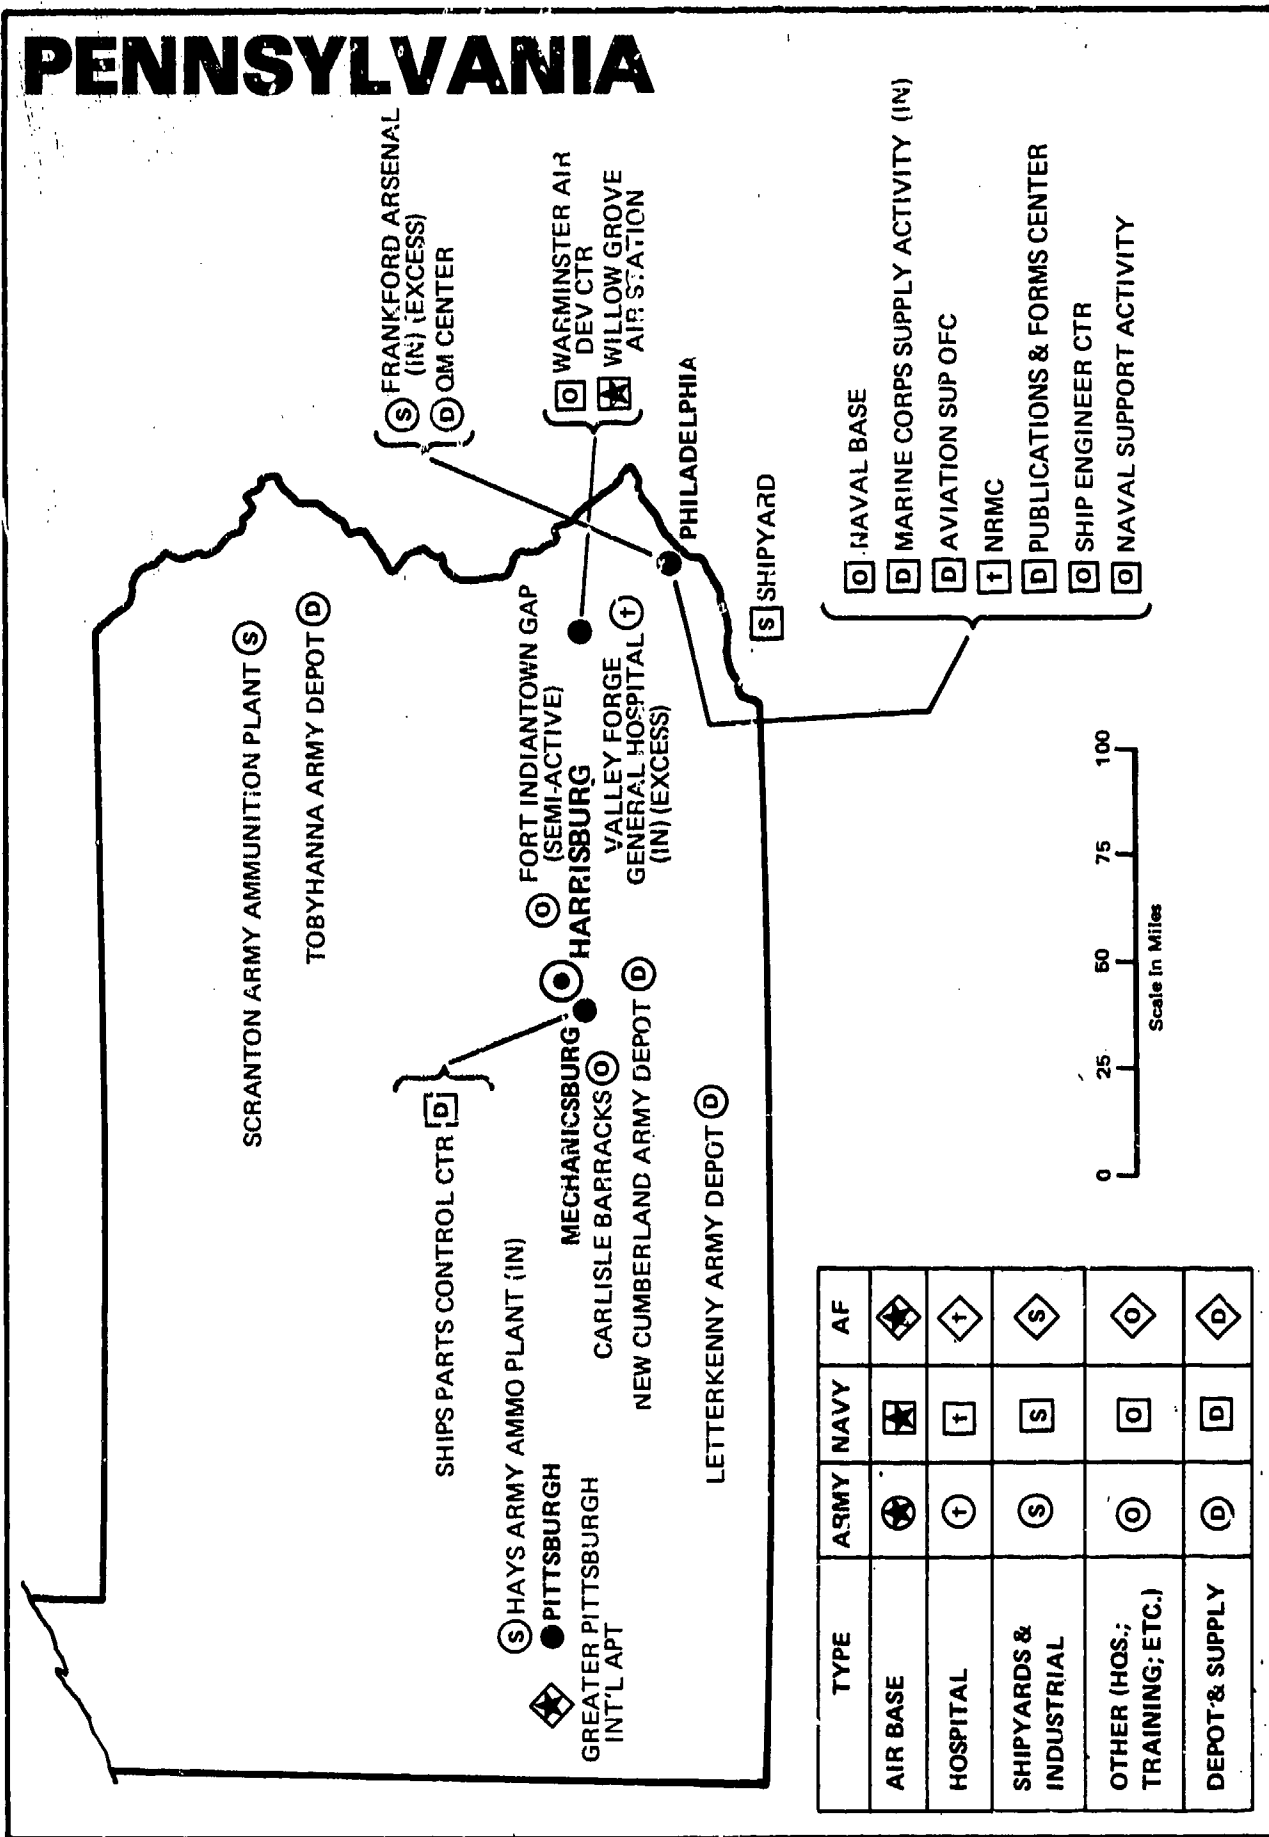 PENNSYLVANIA
SCRANTON ARMY AMMUNITION PLANT S
TOBYHANNA ARMY DEPOT D
S FRANKFORD ARSENAL
(IN) (EXCESS)
D QM CENTER
SHIPS PARTS CONTROL CTR D
O WARMINSTER AIR
DEV CTR
WILLOW GROVE
AIR STATION
S HAYS ARMY AMMO PLANT (IN)
PITTSBURGH
GREATER PITTSBURGH
INT'L APT
O FORT INDIANTOWN GAP
(SEMI-ACTIVE)
HARRISBURG
MECHANICSBURG
CARLISLE BARRACKS O
NEW CUMBERLAND ARMY DEPOT D
VALLEY FORGE
GENERAL HOSPITAL t
(IN) (EXCESS)
PHILADELPHIA
LETTERKENNY ARMY DEPOT D
S SHIPYARD
O NAVAL BASE
D MARINE CORPS SUPPLY ACTIVITY (IN)
D AVIATION SUP OFC
t NRMC
D PUBLICATIONS & FORMS CENTER
O SHIP ENGINEER CTR
O NAVAL SUPPORT ACTIVITY
TYPE ARMY NAVY AF
AIR BASE
HOSPITAL t t t
SHIPYARDS &
INDUSTRIAL S S S
OTHER (HQS.;
TRAINING; ETC.) O O O
DEPOT & SUPPLY D D D
0 25 50 75 100
Scale In Miles